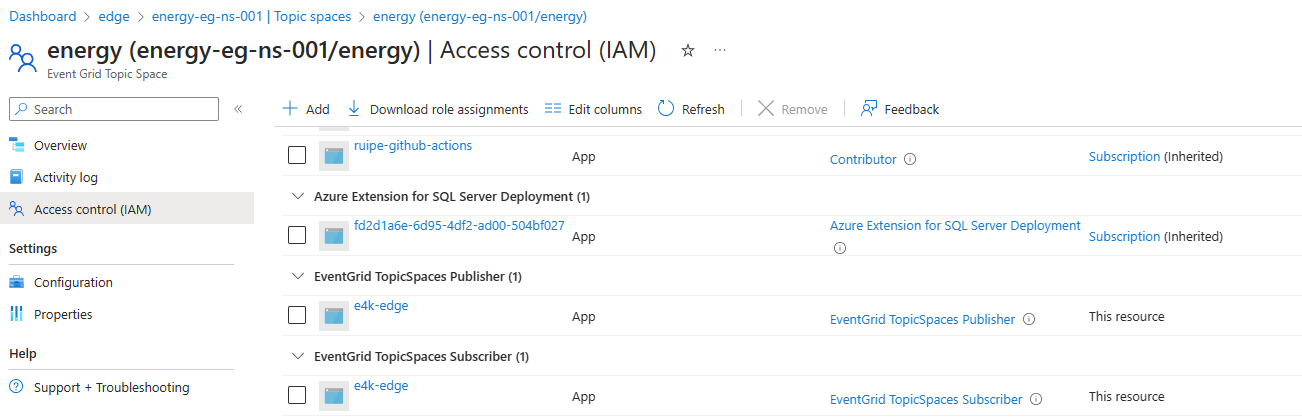 Dashboard > edge > energy-eg-ns-001 | Topic spaces > energy (energy-eg-ns-001/energy)
energy (energy-eg-ns-001/energy) | Access control (IAM)
Event Grid Topic Space
Search
Overview
Activity log
Access control (IAM)
Settings
Configuration
Properties
Help
Support + Troubleshooting
Add Download role assignments Edit columns Refresh Remove Feedback
ruipe-github-actions App Contributor Subscription (Inherited)
Azure Extension for SQL Server Deployment (1)
fd2d1a6e-6d95-4df2-ad00-504bf027 App Azure Extension for SQL Server Deployment Subscription (Inherited)
EventGrid TopicSpaces Publisher (1)
e4k-edge App EventGrid TopicSpaces Publisher This resource
EventGrid TopicSpaces Subscriber (1)
e4k-edge App EventGrid TopicSpaces Subscriber This resource